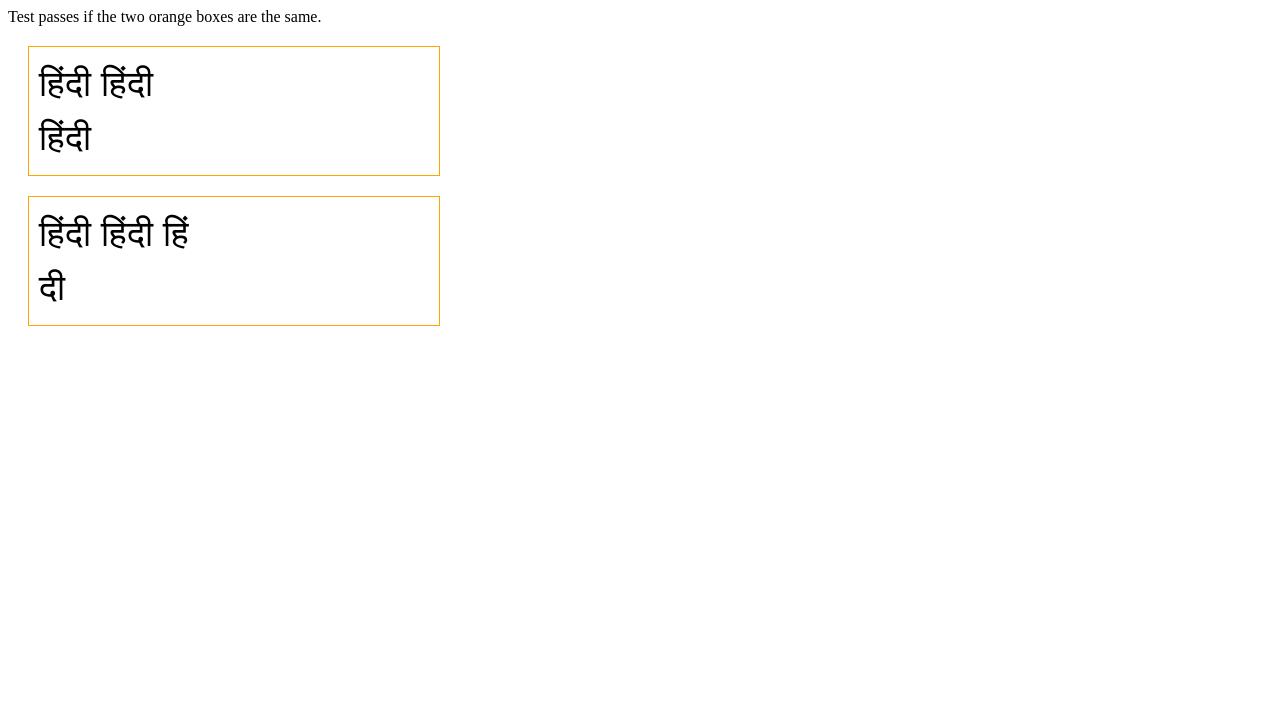 Test passes if the two orange boxes are the same.
हिंदी हिंदी
हिंदी
हिंदी हिंदी हिं
दी